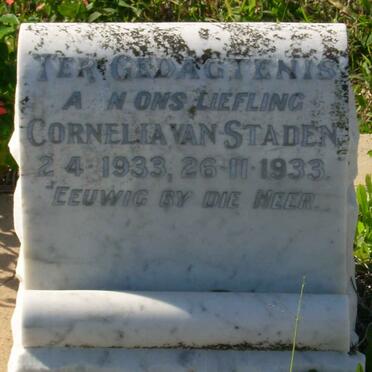 TER GEDAGTENIS
AAN ONS LIEFLING
CORNELIA VAN STADEN
2·4·1933, 26·11·1933.
"EEUWIG BY DIE HEER.